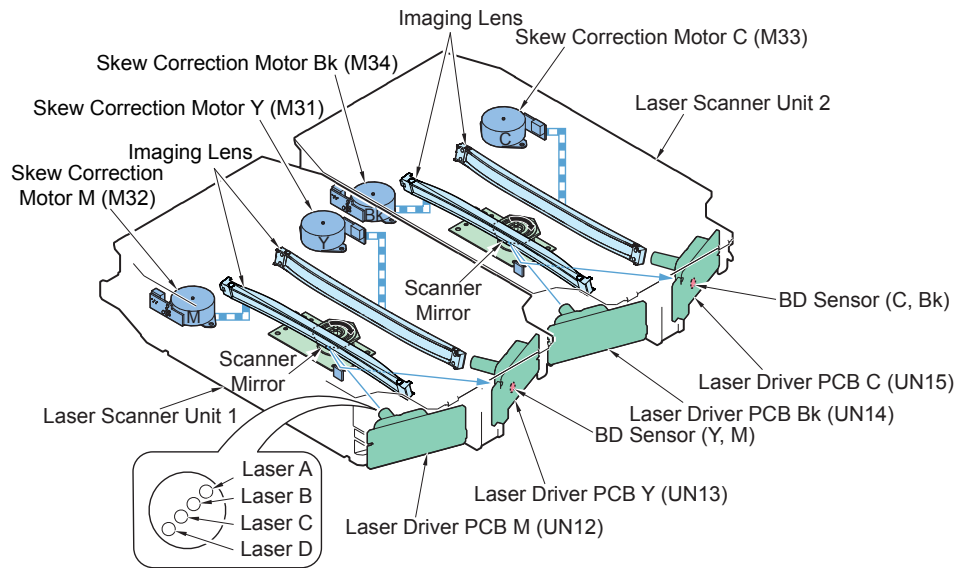 Imaging Lens
Skew Correction Motor C (M33)
Skew Correction Motor Bk (M34)
Laser Scanner Unit 2
Skew Correction Motor Y (M31)
Imaging Lens
Skew Correction
Motor M (M32)
C
Bk
Y
M
Scanner
Mirror
BD Sensor (C, Bk)
Scanner
Mirror
Laser Driver PCB C (UN15)
Laser Scanner Unit 1
Laser Driver PCB Bk (UN14)
BD Sensor (Y, M)
Laser A
Laser B
Laser C
Laser D
Laser Driver PCB Y (UN13)
Laser Driver PCB M (UN12)